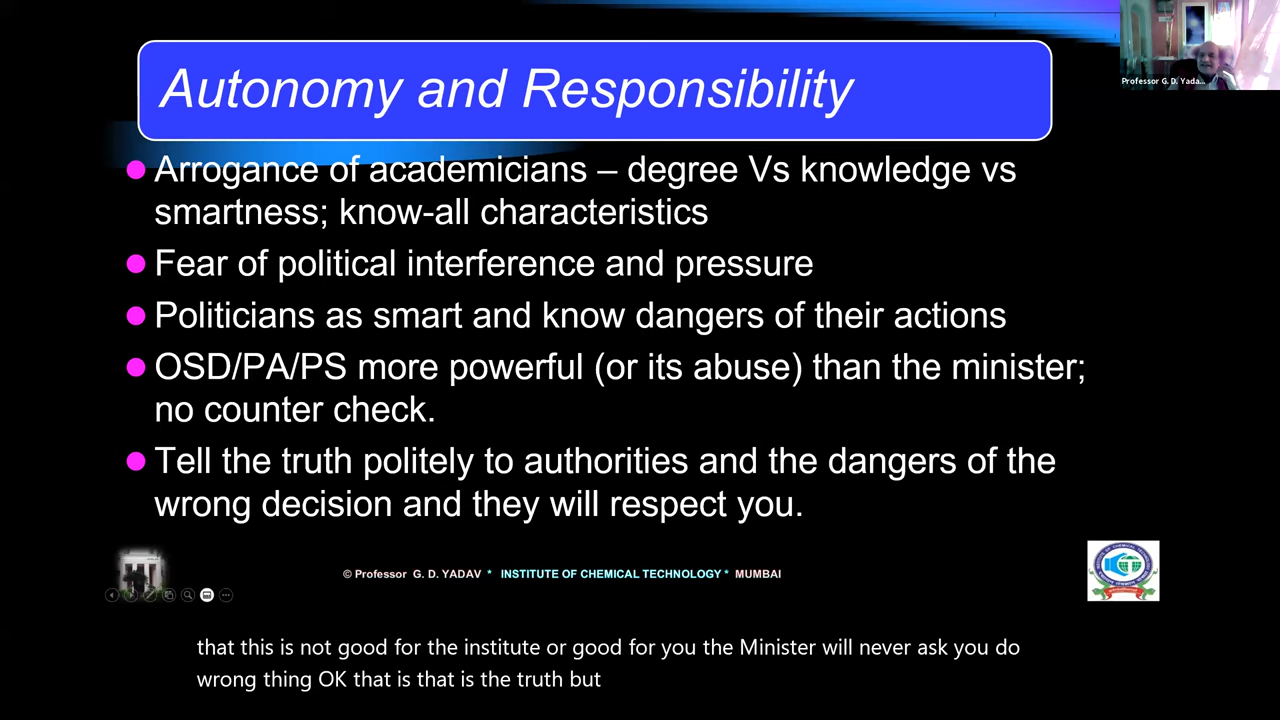 Autonomy and Responsibility
Professor G. D. Yada...
Arrogance of academicians – degree Vs knowledge vs
smartness; know-all characteristics
Fear of political interference and pressure
Politicians as smart and know dangers of their actions
OSD/PA/PS more powerful (or its abuse) than the minister;
no counter check.
Tell the truth politely to authorities and the dangers of the
wrong decision and they will respect you.
© Professor G. D. YADAV * INSTITUTE OF CHEMICAL TECHNOLOGY * MUMBAI
that this is not good for the institute or good for you the Minister will never ask you do
wrong thing OK that is that is the truth but